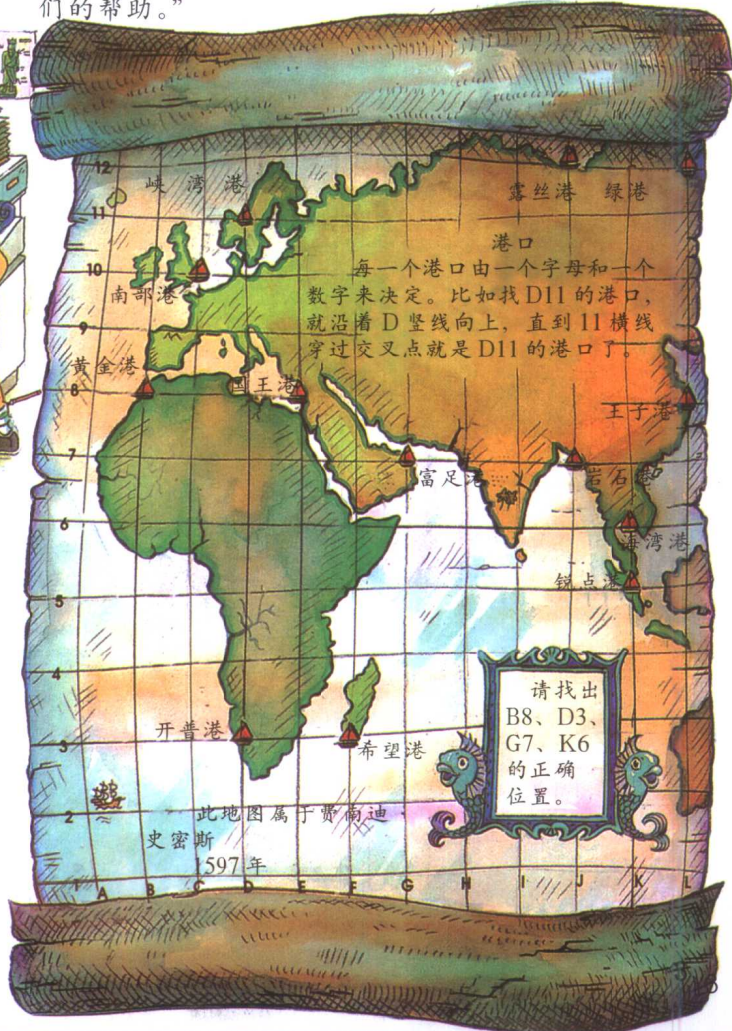 们的帮助。”
12
峡湾港
露丝港 绿港
11
港口
每一个港口由一个字母和一个
数字来决定。比如找D11的港口,
就沿着D竖线向上,直到11横线
穿过交叉点就是D11的港口了。
10
南部港
9
黄金港
8
国王港
王子港
7
富足港
岩石港
6
海湾港
锐点港
5
4
请找出
B8、D3、
G7、K6
的正确
位置。
开普港
3
希望港
2
此地图属于贾南迪
史密斯
1597年
1
A B C D E F G H I J K L